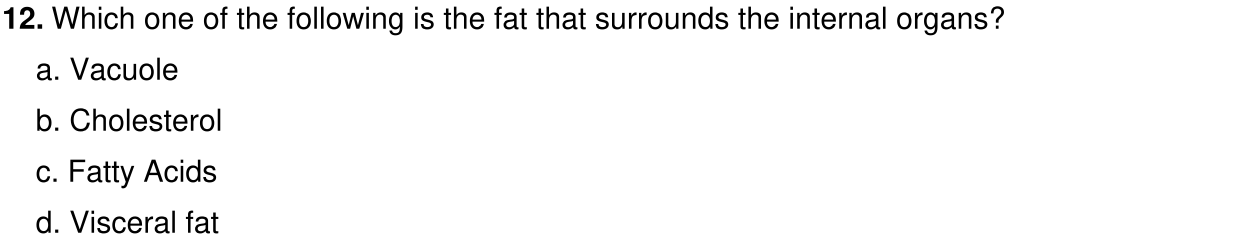 12. Which one of the following is the fat that surrounds the internal organs?
a. Vacuole
b. Cholesterol
c. Fatty Acids
d. Visceral fat